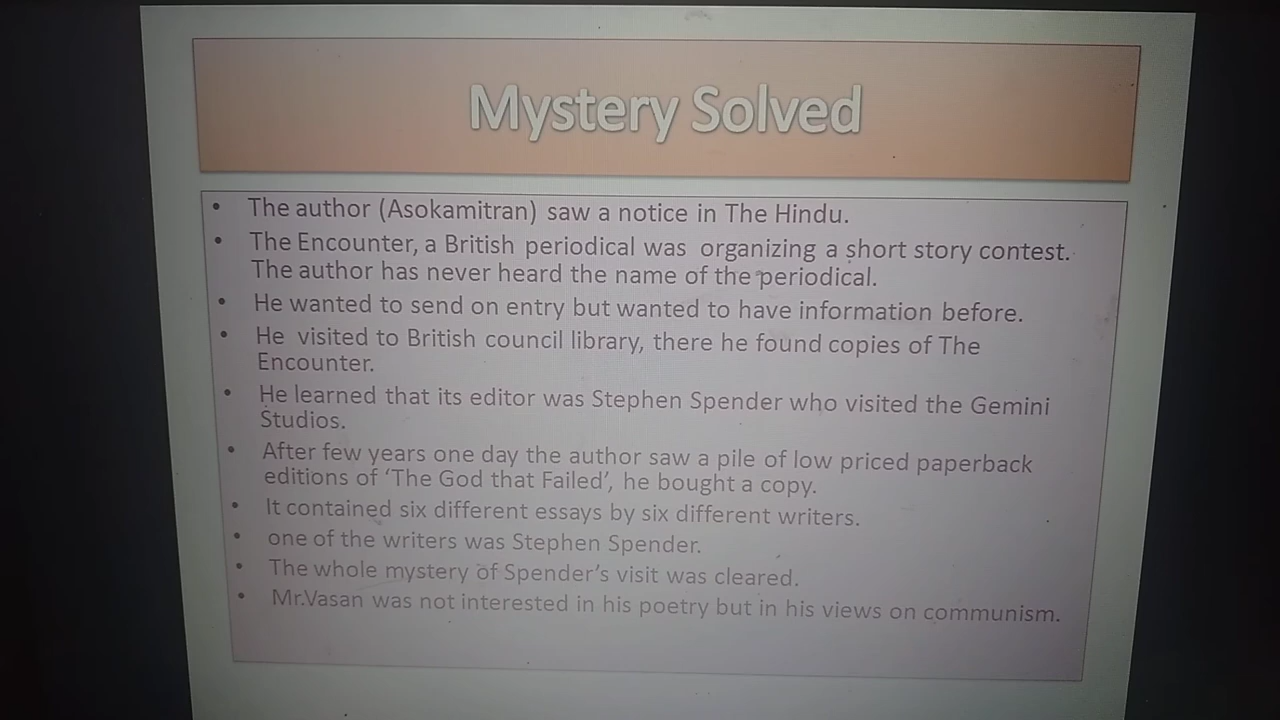 Mystery Solved
• The author (Asokamitran) saw a notice in The Hindu.
• The Encounter, a British periodical was organizing a short story contest.
The author has never heard the name of the periodical.
• He wanted to send on entry but wanted to have information before.
• He visited to British council library, there he found copies of The
Encounter.
• He learned that its editor was Stephen Spender who visited the Gemini
Studios.
• After few years one day the author saw a pile of low priced paperback
editions of ‘The God that Failed’, he bought a copy.
• It contained six different essays by six different writers.
• one of the writers was Stephen Spender.
• The whole mystery of Spender’s visit was cleared.
• Mr.Vasan was not interested in his poetry but in his views on communism.